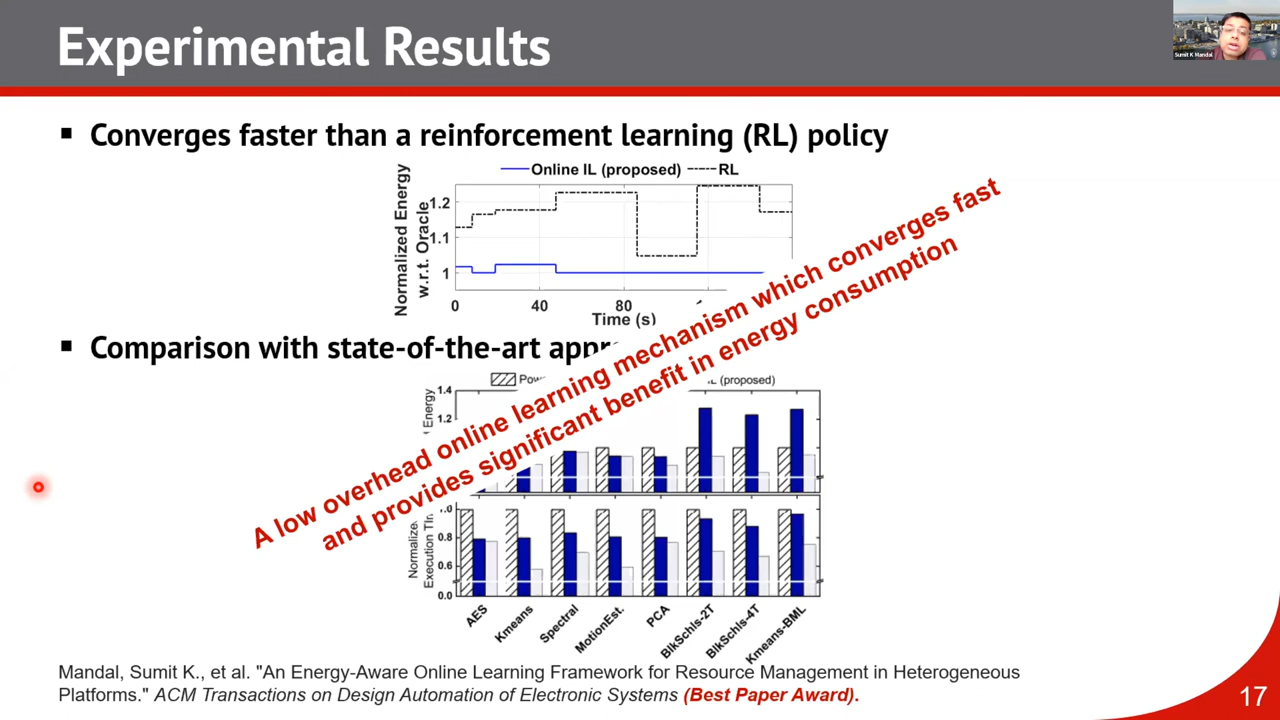 Experimental Results
Sumit K Mandal
▪ Converges faster than a reinforcement learning (RL) policy
Online IL (proposed) RL
Normalized Energy
w.r.t. Oracle
1.2
1.1
1
0 40 80
Time (s)
▪ Comparison with state-of-the-art
A low overhead online learning mechanism which converges fast
and provides significant benefit in energy consumption
(proposed)
1.4
1.2
Energy
Execution
0.8
0.6
0.0
AES Kmeans Spectral MotionEst. PCA BlkSchls-2T BlkSchls-4T Kmeans-BML
Mandal, Sumit K., et al. "An Energy-Aware Online Learning Framework for Resource Management in Heterogeneous
Platforms." ACM Transactions on Design Automation of Electronic Systems (Best Paper Award).
17